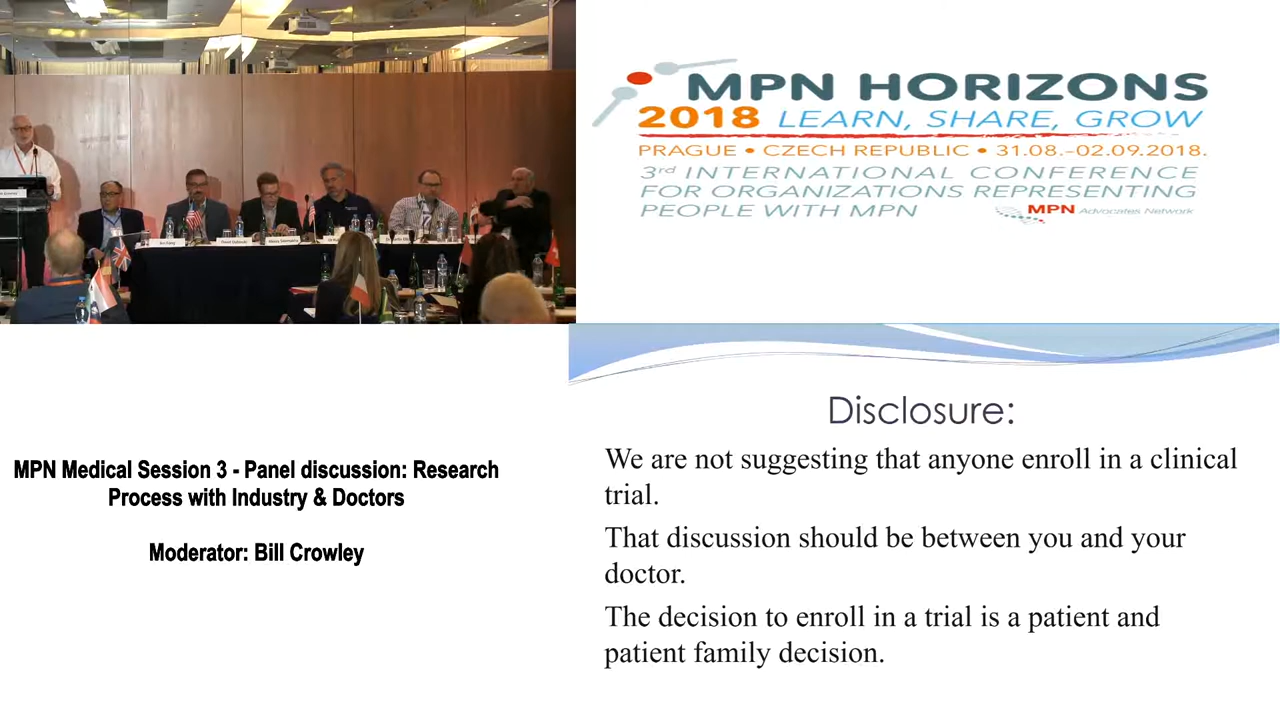 MPN HORIZONS
2018 LEARN, SHARE, GROW
PRAGUE • CZECH REPUBLIC • 31.08.-02.09.2018.
3rd INTERNATIONAL CONFERENCE
FOR ORGANIZATIONS REPRESENTING
PEOPLE WITH MPN
MPN Advocates Network
MPN Medical Session 3 - Panel discussion: Research
Process with Industry & Doctors
Moderator: Bill Crowley
Disclosure:
We are not suggesting that anyone enroll in a clinical
trial.
That discussion should be between you and your
doctor.
The decision to enroll in a trial is a patient and
patient family decision.